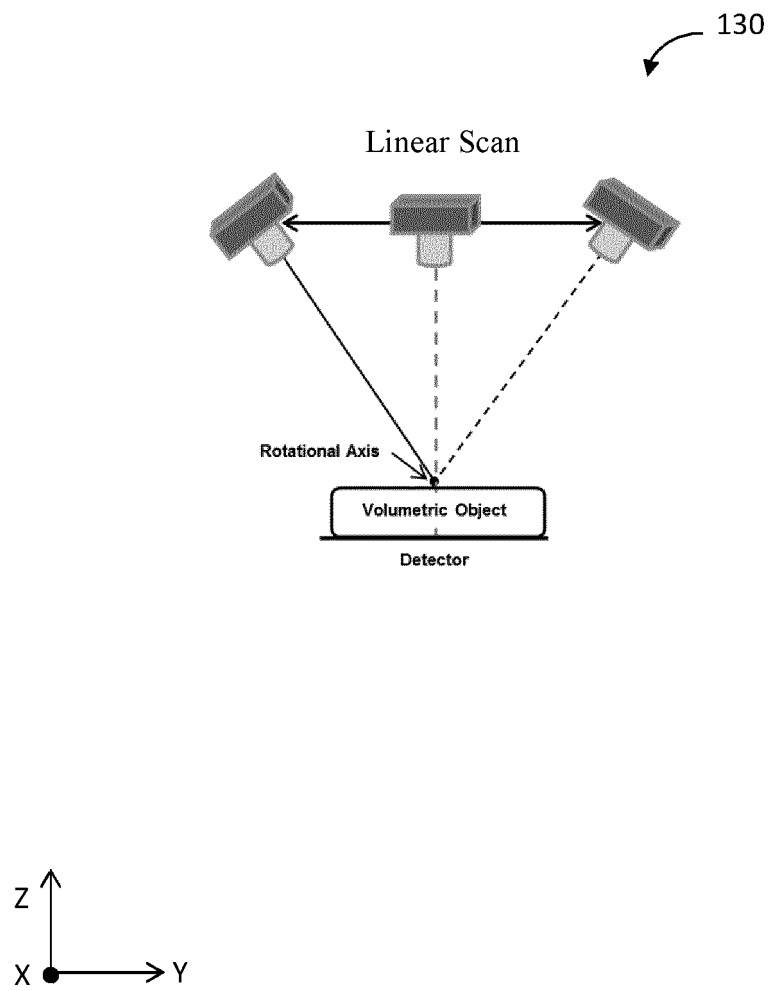 130
Linear Scan
Rotational Axis
Volumetric Object
Detector
Z
X
Y